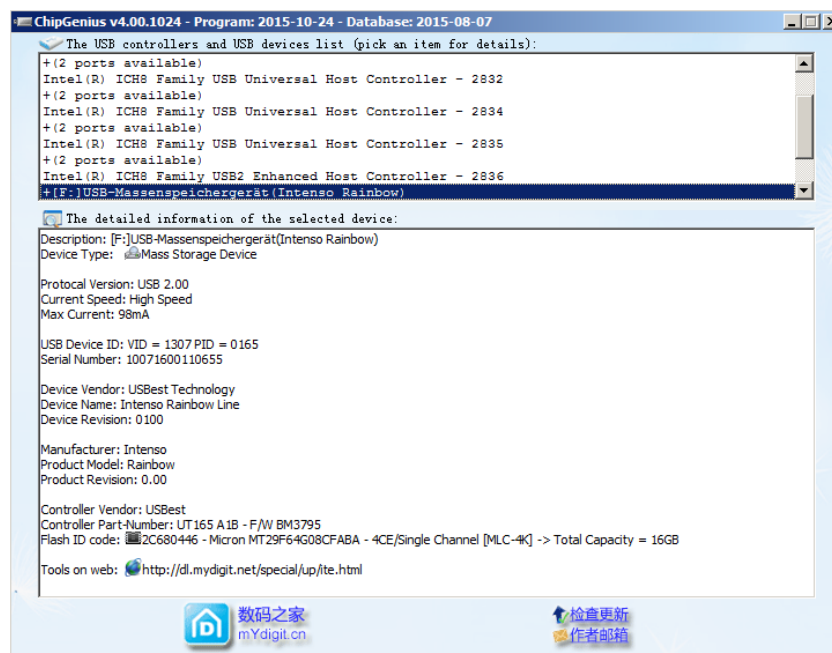 ChipGenius v4.00.1024 - Program: 2015-10-24 - Database: 2015-08-07
The USB controllers and USB devices list (pick an item for details):
+(2 ports available)
Intel(R) ICH8 Family USB Universal Host Controller - 2832
+(2 ports available)
Intel(R) ICH8 Family USB Universal Host Controller - 2834
+(2 ports available)
Intel(R) ICH8 Family USB Universal Host Controller - 2835
+(2 ports available)
Intel(R) ICH8 Family USB2 Enhanced Host Controller - 2836
+[F:]USB-Massenspeichergerät(Intenso Rainbow)
The detailed information of the selected device:
Description: [F:]USB-Massenspeichergerät(Intenso Rainbow)
Device Type: Mass Storage Device
Protocal Version: USB 2.00
Current Speed: High Speed
Max Current: 98mA
USB Device ID: VID = 1307 PID = 0165
Serial Number: 10071600110655
Device Vendor: USBest Technology
Device Name: Intenso Rainbow Line
Device Revision: 0100
Manufacturer: Intenso
Product Model: Rainbow
Product Revision: 0.00
Controller Vendor: USBest
Controller Part-Number: UT165 A1B - F/W BM3795
Flash ID code: 2C680446 - Micron MT29F64G08CFABA - 4CE/Single Channel [MLC-4K] -> Total Capacity = 16GB
Tools on web: http://dl.mydigit.net/special/up/ite.html
数码之家
mYdigit.cn
检查更新
作者邮箱